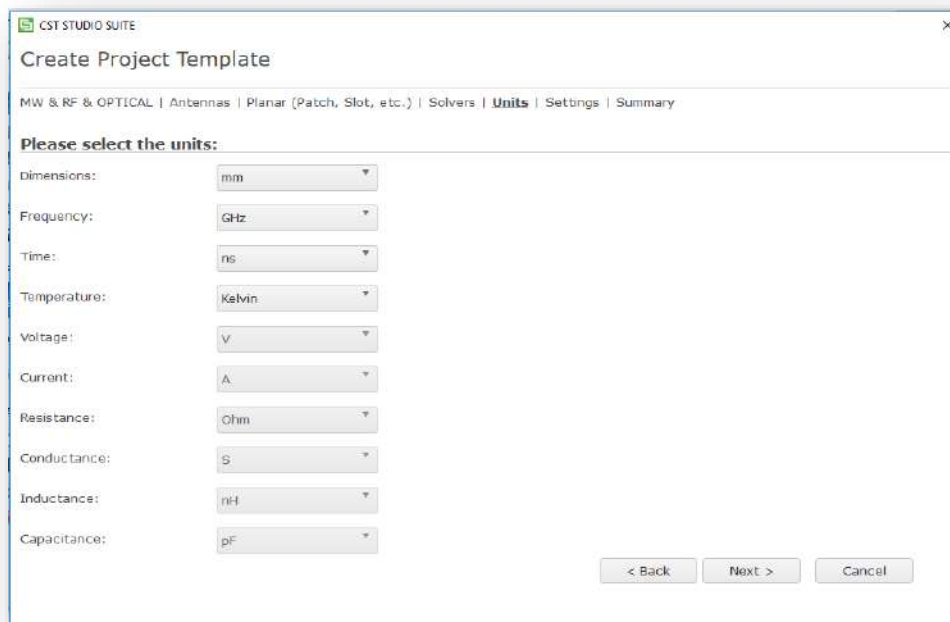 CST STUDIO SUITE
Create Project Template
MW & RF & OPTICAL | Antennas | Planar (Patch, Slot, etc.) | Solvers | Units | Settings | Summary
Please select the units:
Dimensions: mm
Frequency: GHz
Time: ns
Temperature: Kelvin
Voltage: V
Current: A
Resistance: Ohm
Conductance: S
Inductance: nH
Capacitance: pF
< Back Next > Cancel